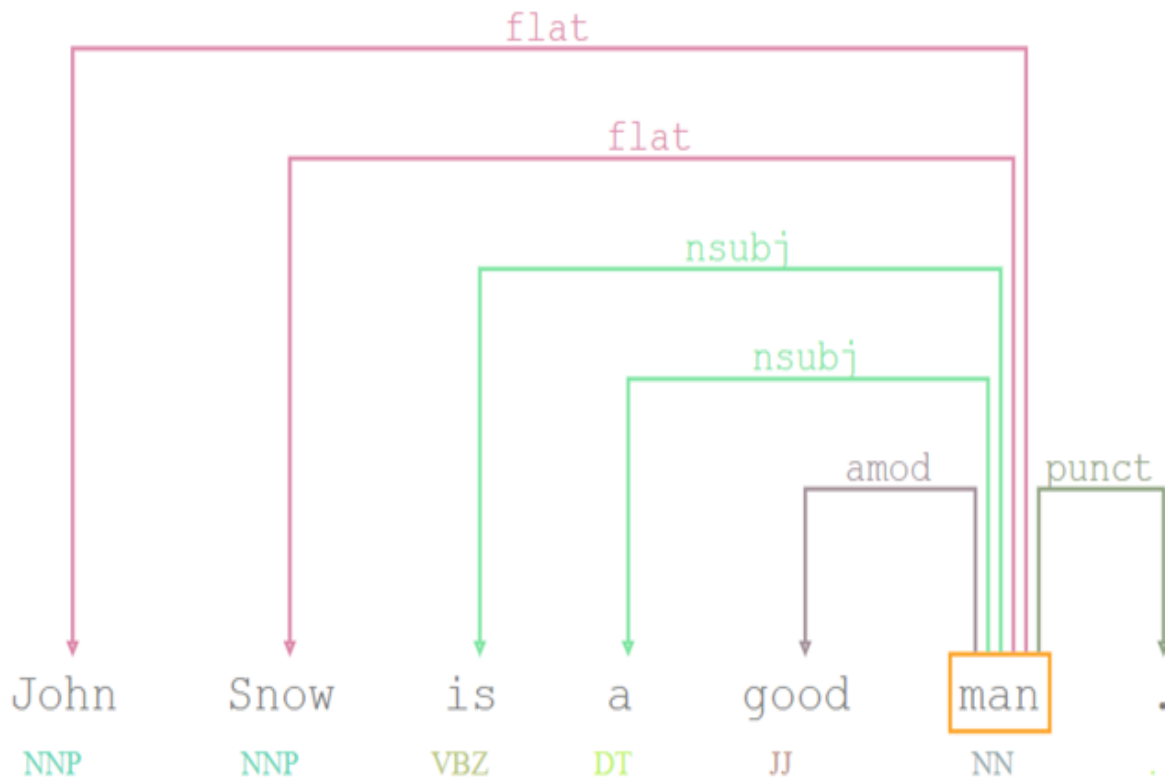 flat
flat
nsubj
nsubj
amod punct
John Snow is a good man .
NNP NNP VBZ DT JJ NN .